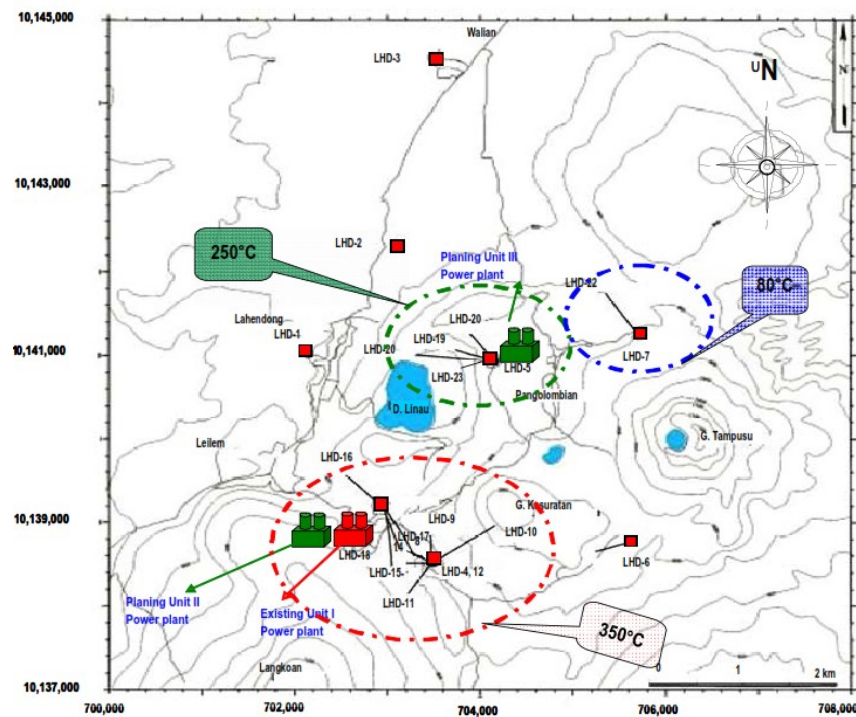 10,145,000
Walian
LHD-3
N
UN
10,143,000
250°C
LHD-2
Planing Unit III
Power plant
80°C
LHD-22
Lahendong
LHD-1
LHD-20
LHD-19
LHD-20
LHD-7
10,141,000
LHD-5
LHD-23
D. Linau
Pangolombian
Leilem
G. Tampusu
LHD-16
10,139,000
G. Kasuratan
LHD-9
LHD-10
LHD-17
8
14
LHD-18
LHD-15
LHD-4, 12
LHD-6
LHD-11
Planing Unit II
Power plant
Existing Unit I
Power plant
350°C
Langkoan
0 1 2 km
10,137,000
700,000 702,000 704,000 706,000 708,000